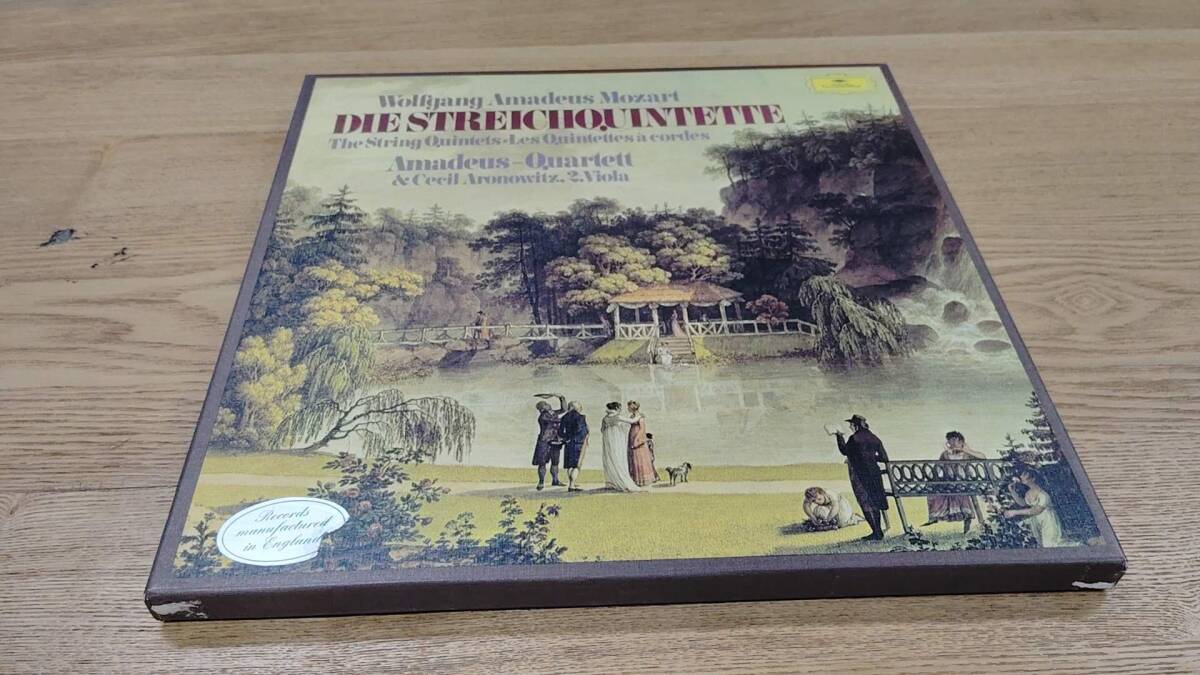 Wolfgang Amadeus Mozart
DIE STREICHQUINTETTE
The String Quintets·Les Quintettes à cordes
Amadeus-Quartett
& Cecil Aronowitz, 2.Viola
Records
manufactured
in England